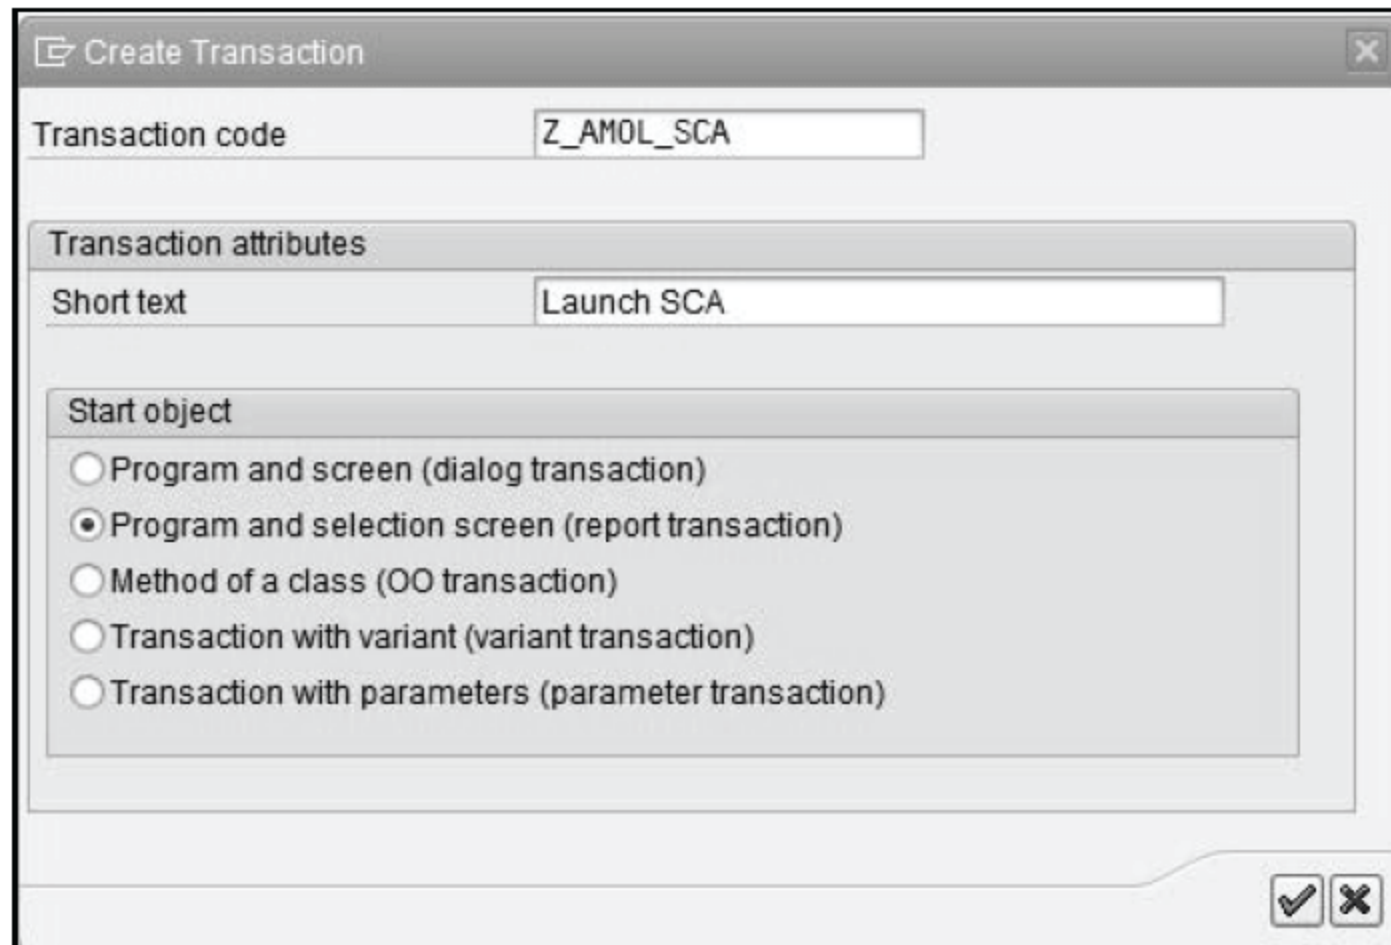 Create Transaction
Transaction code Z_AMOL_SCA
Transaction attributes
Short text Launch SCA
Start object
Program and screen (dialog transaction)
Program and selection screen (report transaction)
Method of a class (OO transaction)
Transaction with variant (variant transaction)
Transaction with parameters (parameter transaction)